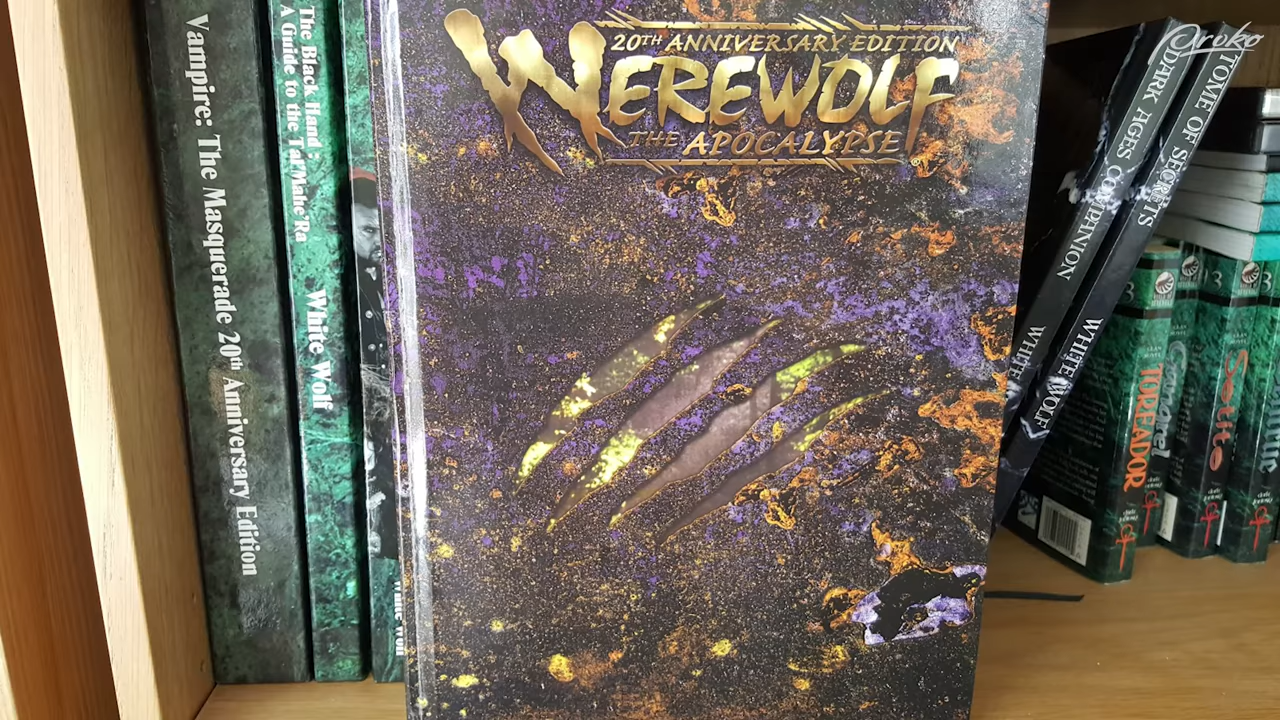 Vampire: The Masquerade 20th Anniversary Edition
The Black Hand:
A Guide to the Tal'Mahe'Ra
White Wolf
White Wolf
20TH ANNIVERSARY EDITION
WEREWOLF
THE APOCALYPSE
DARK AGES COMPANION
WHITE WOLF
TOME OF SECRETS
WHITE WOLF
Oroko
3
TOREADOR
Gangrel
3
Setite
3